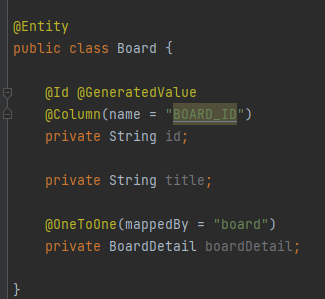 @Entity
public class Board {
@Id @GeneratedValue
@Column(name = "BOARD_ID")
private String id;
private String title;
@OneToOne(mappedBy = "board")
private BoardDetail boardDetail;
}